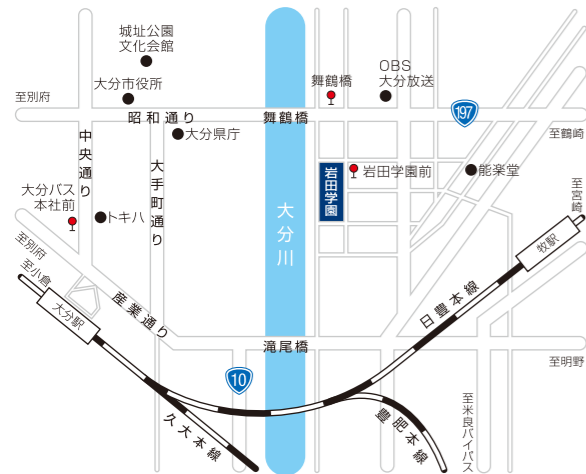 城址公園
文化会館
OBS
大分放送
舞鶴橋
大分市役所
至別府
昭和通り
舞鶴橋
197
至鶴崎
大分県庁
中央通り
大手町通り
岩田学園
岩田学園前
能楽堂
大分バス
本社前
トキハ
大分川
至宮崎
牧駅
至別府
至小倉
大分駅
産業通り
日豊本線
滝尾橋
至明野
10
久大本線
豊肥本線
至米良バイパス